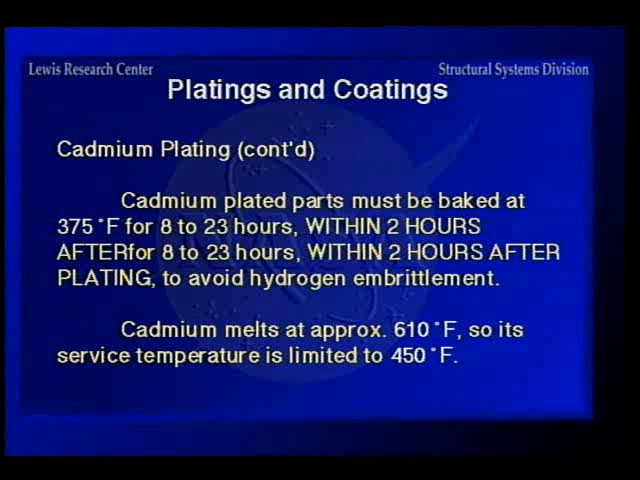 Lewis Research Center
Structural Systems Division
Platings and Coatings
Cadmium Plating (cont'd)
Cadmium plated parts must be baked at
375°F for 8 to 23 hours, WITHIN 2 HOURS
AFTERfor 8 to 23 hours, WITHIN 2 HOURS AFTER
PLATING, to avoid hydrogen embrittlement.
Cadmium melts at approx. 610°F, so its
service temperature is limited to 450°F.